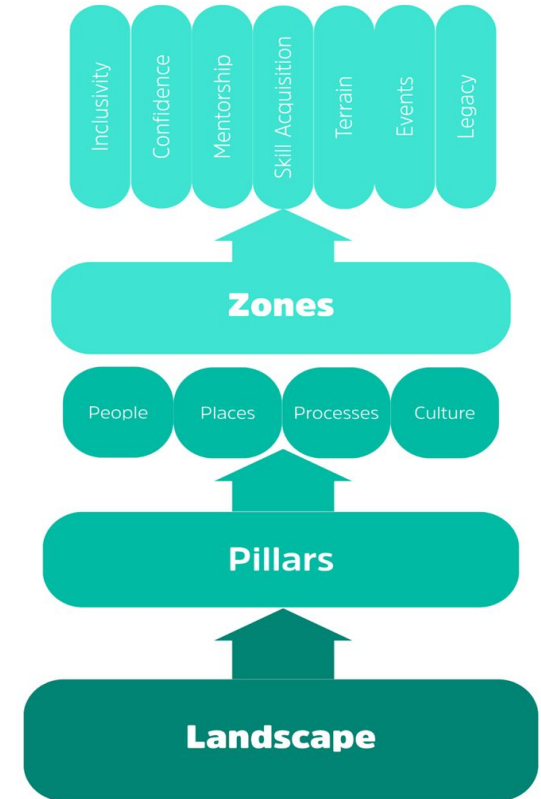 Inclusivity
Confidence
Mentorship
Skill Acquisition
Terrain
Events
Legacy
Zones
People
Places
Processes
Culture
Pillars
Landscape